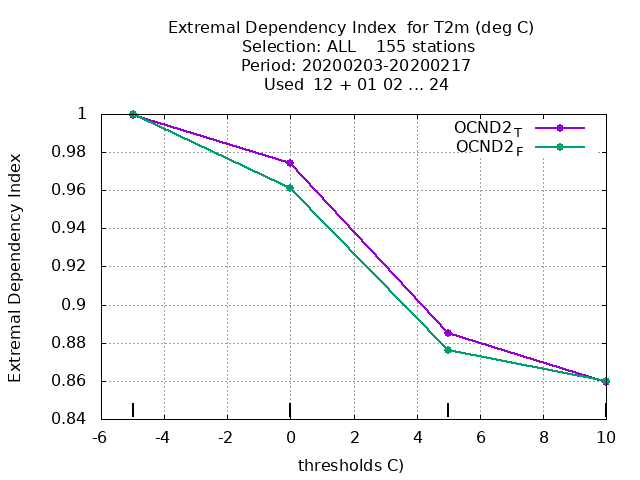 Extremal Dependency Index  for T2m (deg C)
Selection: ALL    155 stations
Period: 20200203-20200217
Used  12 + 01 02 ... 24
OCND2T
OCND2F
Extremal Dependency Index
1
0.98
0.96
0.94
0.92
0.9
0.88
0.86
0.84
-6 -4 -2 0 2 4 6 8 10
thresholds C)